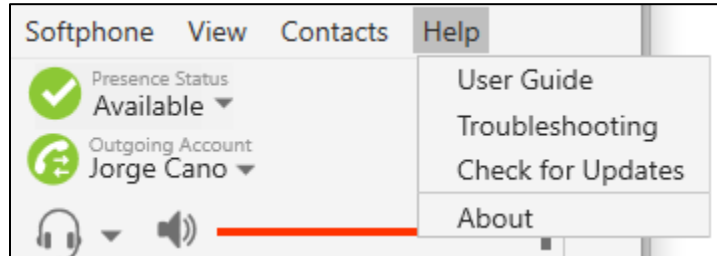 Softphone View Contacts Help
Presence Status
Available
Outgoing Account
Jorge Cano
User Guide
Troubleshooting
Check for Updates
About